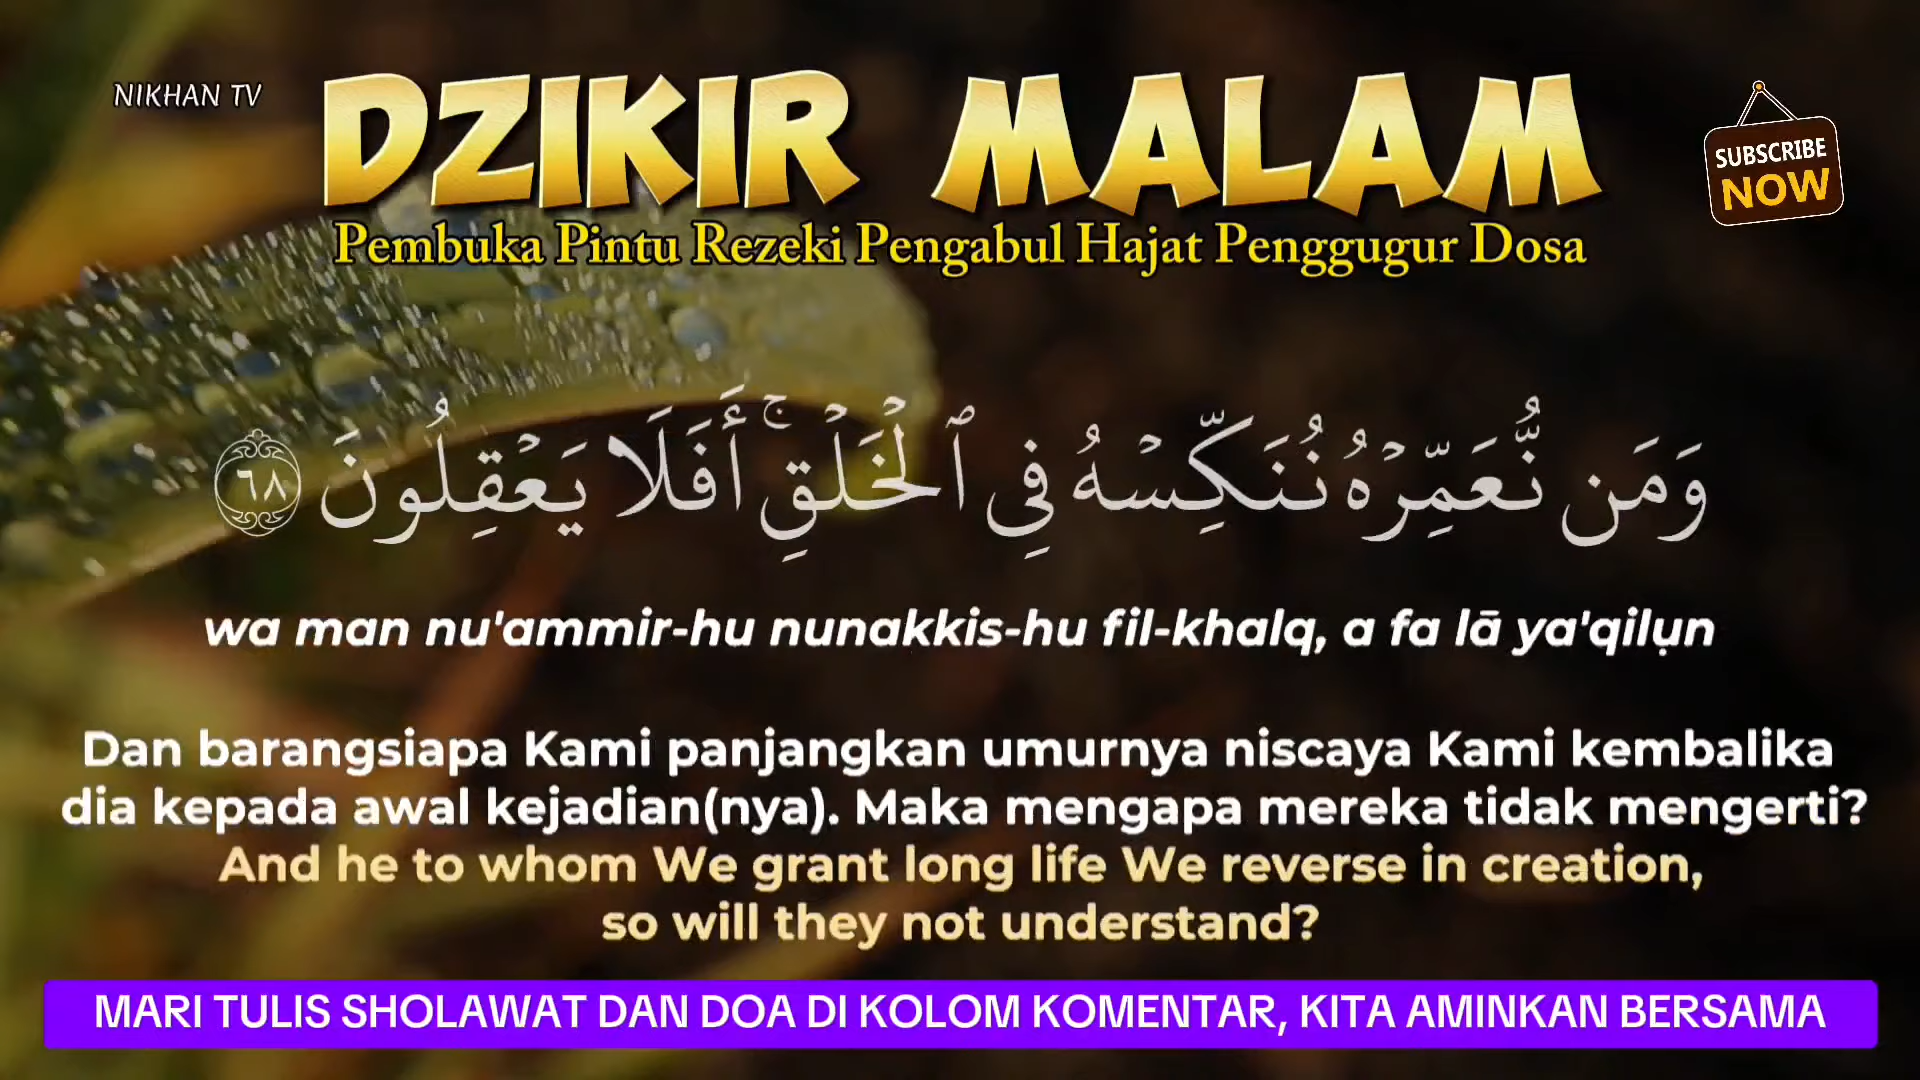 NIKHAN TV
DZIKIR MALAM
SUBSCRIBE
NOW
Pembuka Pintu Rezeki Pengabul Hajat Penggugur Dosa
وَمَن نُّعَمِّرْهُ نُنَكِّسْهُ فِى ٱلْخَلْقِ ۚ أَفَلَا يَعْقِلُونَ ٦٨
wa man nu'ammir-hu nunakkis-hu fil-khalq, a fa lā ya'qilụn
Dan barangsiapa Kami panjangkan umurnya niscaya Kami kembalika
dia kepada awal kejadian(nya). Maka mengapa mereka tidak mengerti?
And he to whom We grant long life We reverse in creation,
so will they not understand?
MARI TULIS SHOLAWAT DAN DOA DI KOLOM KOMENTAR, KITA AMINKAN BERSAMA